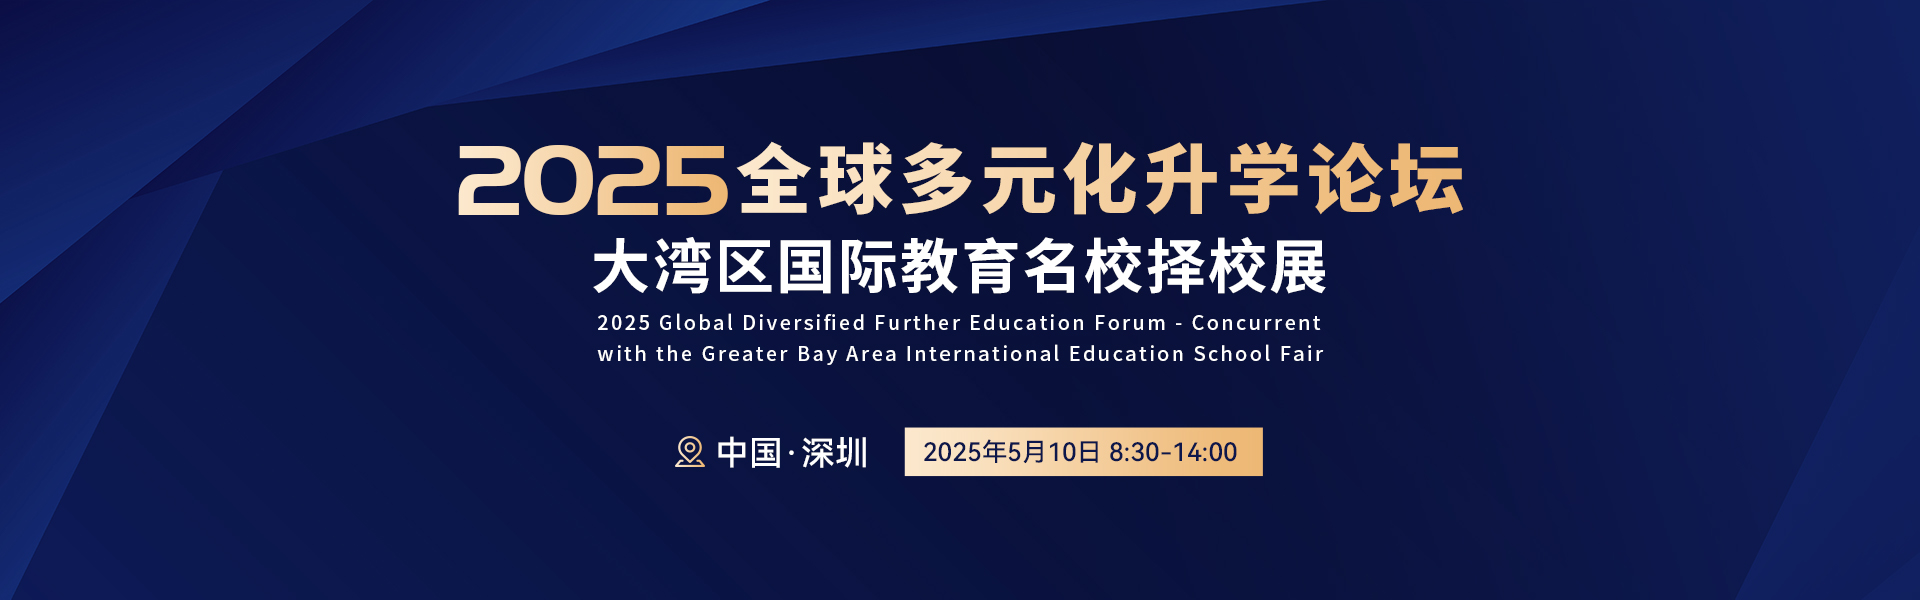 2025全球多元化升学论坛
大湾区国际教育名校择校展
2025 Global Diversified Further Education Forum - Concurrent
with the Greater Bay Area International Education School Fair
中国·深圳 2025年5月10日 8:30-14:00